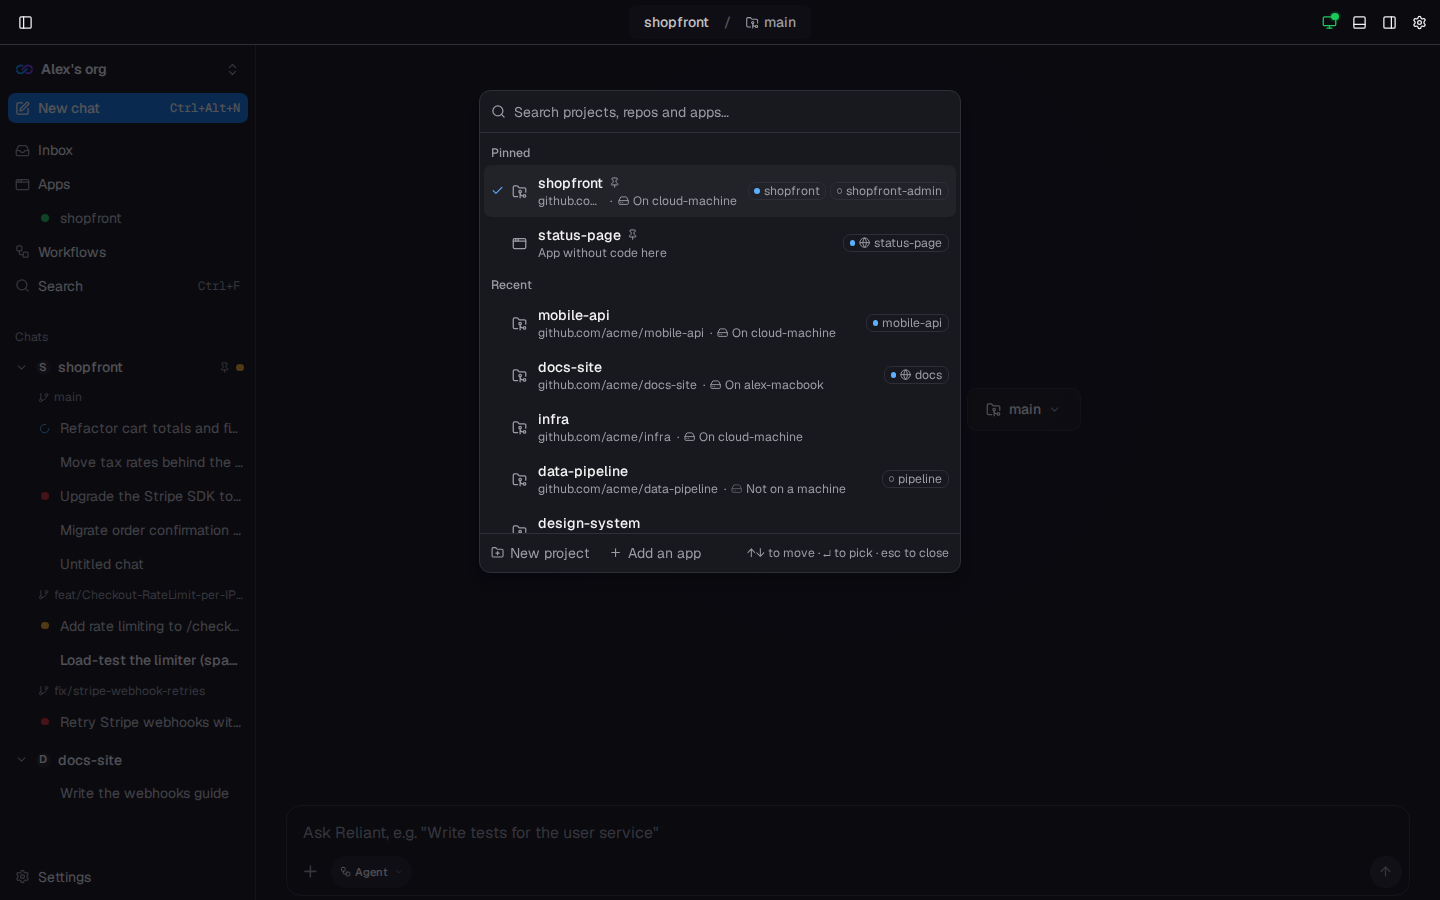 shopfront / main
Alex's org
New chat Ctrl+Alt+N
Inbox
Apps
shopfront
Workflows
Search Ctrl+F
Chats
S shopfront
main
Refactor cart totals and fi…
Move tax rates behind the …
Upgrade the Stripe SDK to…
Migrate order confirmation …
Untitled chat
feat/Checkout-RateLimit-per-IP…
Add rate limiting to /check…
Load-test the limiter (spa…
fix/stripe-webhook-retries
Retry Stripe webhooks wit…
D docs-site
Write the webhooks guide
Settings
Search projects, repos and apps…
Pinned
shopfront
github.co… · On cloud-machine
shopfront
shopfront-admin
status-page
App without code here
status-page
Recent
mobile-api
github.com/acme/mobile-api · On cloud-machine
mobile-api
docs-site
github.com/acme/docs-site · On alex-macbook
docs
infra
github.com/acme/infra · On cloud-machine
data-pipeline
github.com/acme/data-pipeline · Not on a machine
pipeline
design-system
New project
+ Add an app
↑↓ to move · ↵ to pick · esc to close
main
Ask Reliant, e.g. "Write tests for the user service"
Agent